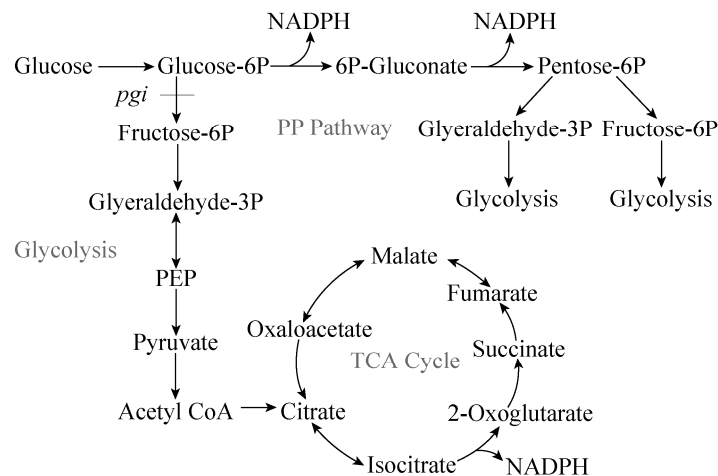 NADPH NADPH
Glucose Glucose-6P 6P-Gluconate Pentose-6P
pgi
Fructose-6P PP Pathway Glyeraldehyde-3P Fructose-6P
Glyeraldehyde-3P Glycolysis Glycolysis
Glycolysis
Malate
PEP
Fumarate
Oxaloacetate
Pyruvate TCA Cycle Succinate
Acetyl CoA Citrate 2-Oxoglutarate
Isocitrate NADPH